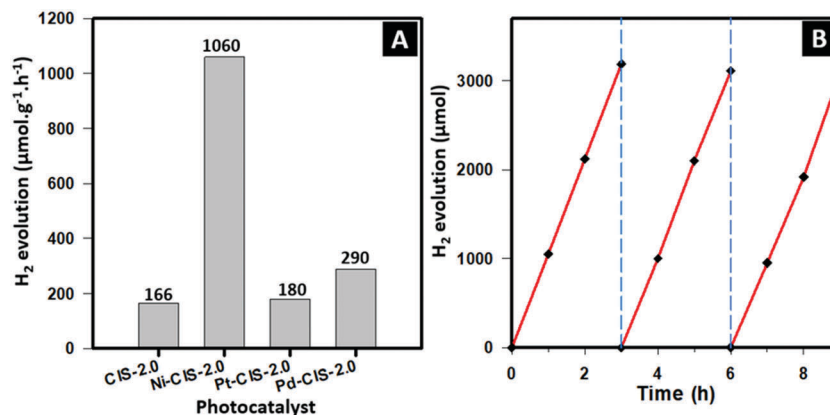 A
H₂ evolution (µmol.g⁻¹.h⁻¹)
1200
1000
800
600
400
200
0
166
1060
180
290
CIS-2.0
Ni-CIS-2.0
Pt-CIS-2.0
Pd-CIS-2.0
Photocatalyst
B
H₂ evolution (µmol)
3000
2000
1000
0
0
2
4
6
8
Time (h)